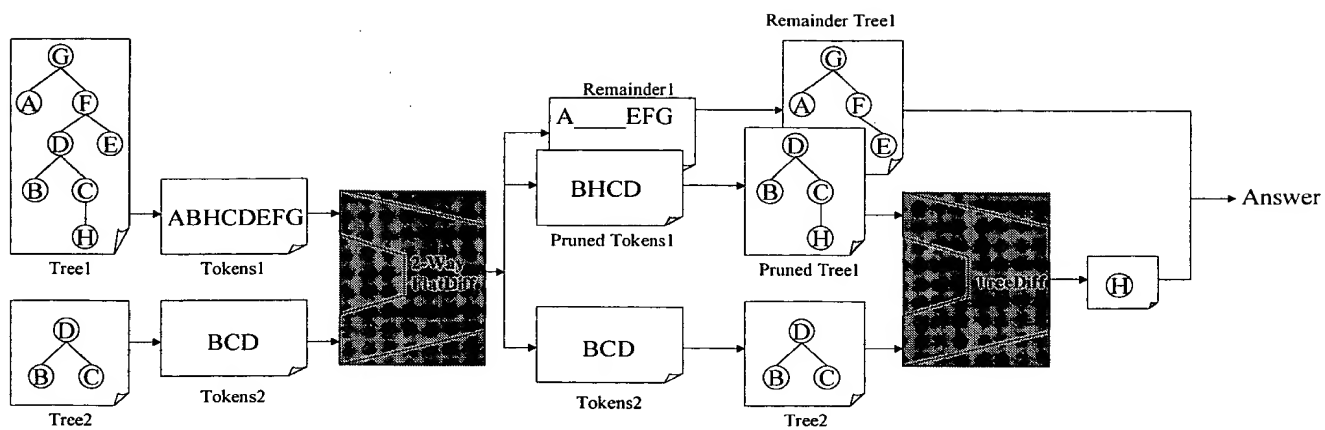 Remainder Tree1
G
A F
D E
B C
H
Tree1
ABHCDEFG
Tokens1
D
B C
Tree2
BCD
Tokens2
2-Way
FlatDiff
Remainder1
A____EFG
BHCD
Pruned Tokens1
BCD
Tokens2
G
A F
E
D
B C
H
Pruned Tree1
D
B C
Tree2
TreeDiff
H
Answer